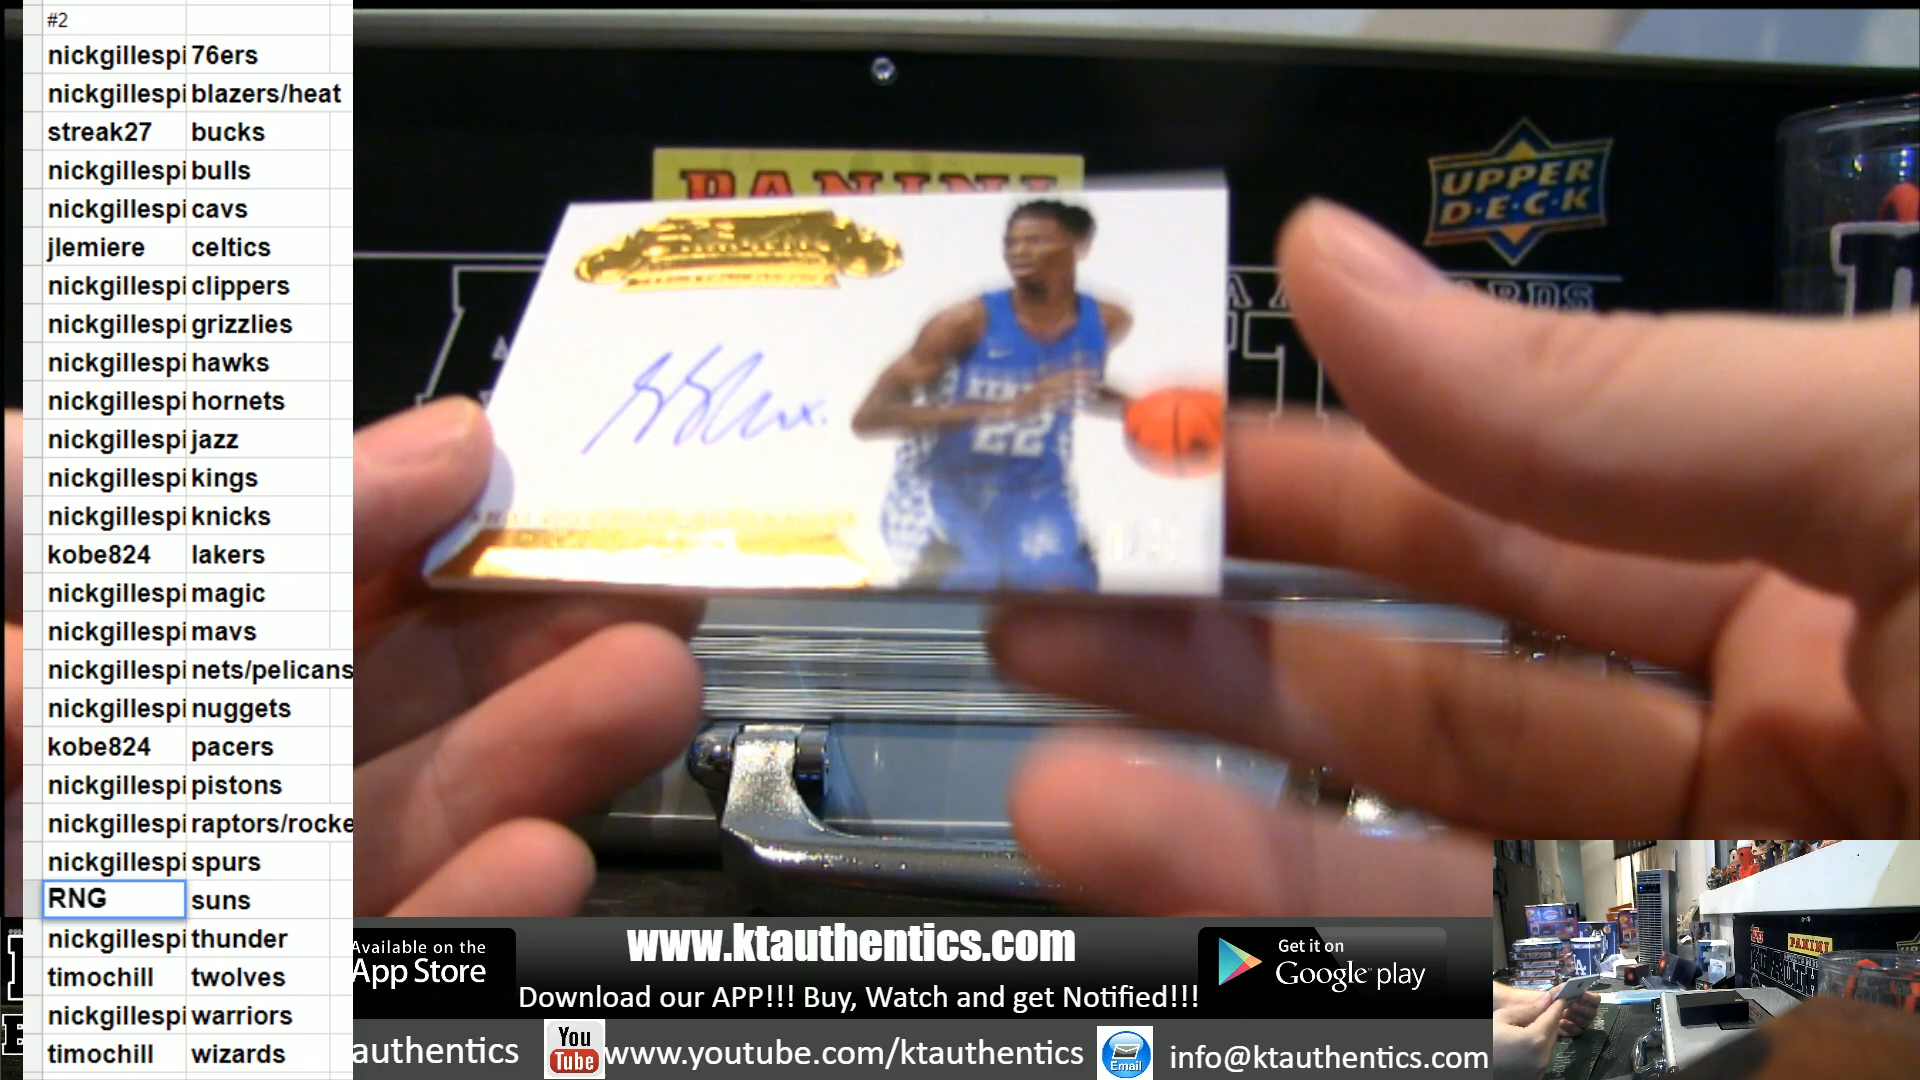 #2
nickgillespi 76ers
nickgillespi blazers/heat
streak27 bucks
nickgillespi bulls
nickgillespi cavs
jlemiere celtics
nickgillespi clippers
nickgillespi grizzlies
nickgillespi hawks
nickgillespi hornets
nickgillespi jazz
nickgillespi kings
nickgillespi knicks
kobe824 lakers
nickgillespi magic
nickgillespi mavs
nickgillespi nets/pelicans
nickgillespi nuggets
kobe824 pacers
nickgillespi pistons
nickgillespi raptors/rocke
nickgillespi spurs
RNG suns
nickgillespi thunder
timochill twolves
nickgillespi warriors
timochill wizards
PANINI
UPPER
D·E·C·K
22
Available on the
App Store
www.ktauthentics.com
Download our APP!!! Buy, Watch and get Notified!!!
Get it on
Google play
authentics
You
Tube
www.youtube.com/ktauthentics
Email
info@ktauthentics.com
PANINI